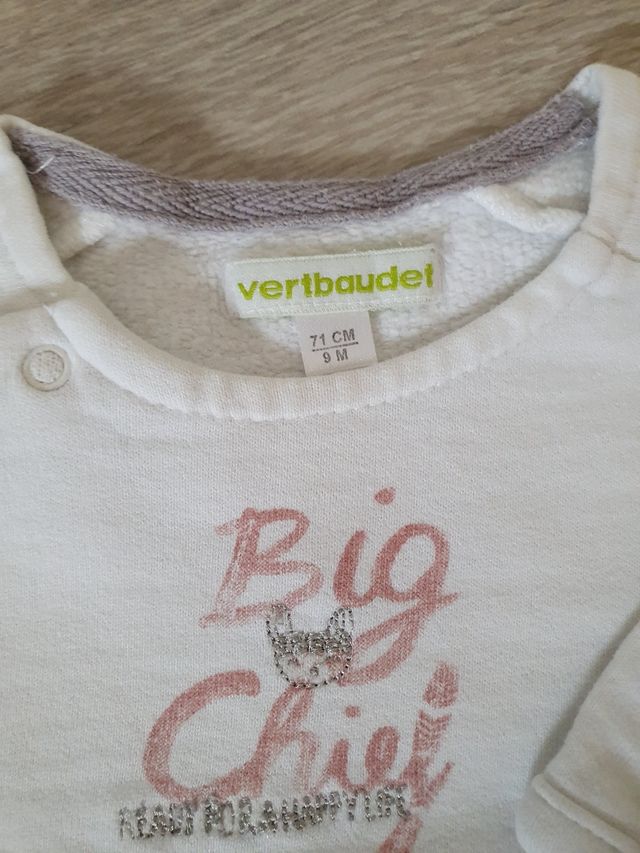 vertbaudet
71 CM
9 M
Big
Chief
READY FOR A HAPPY LIFE